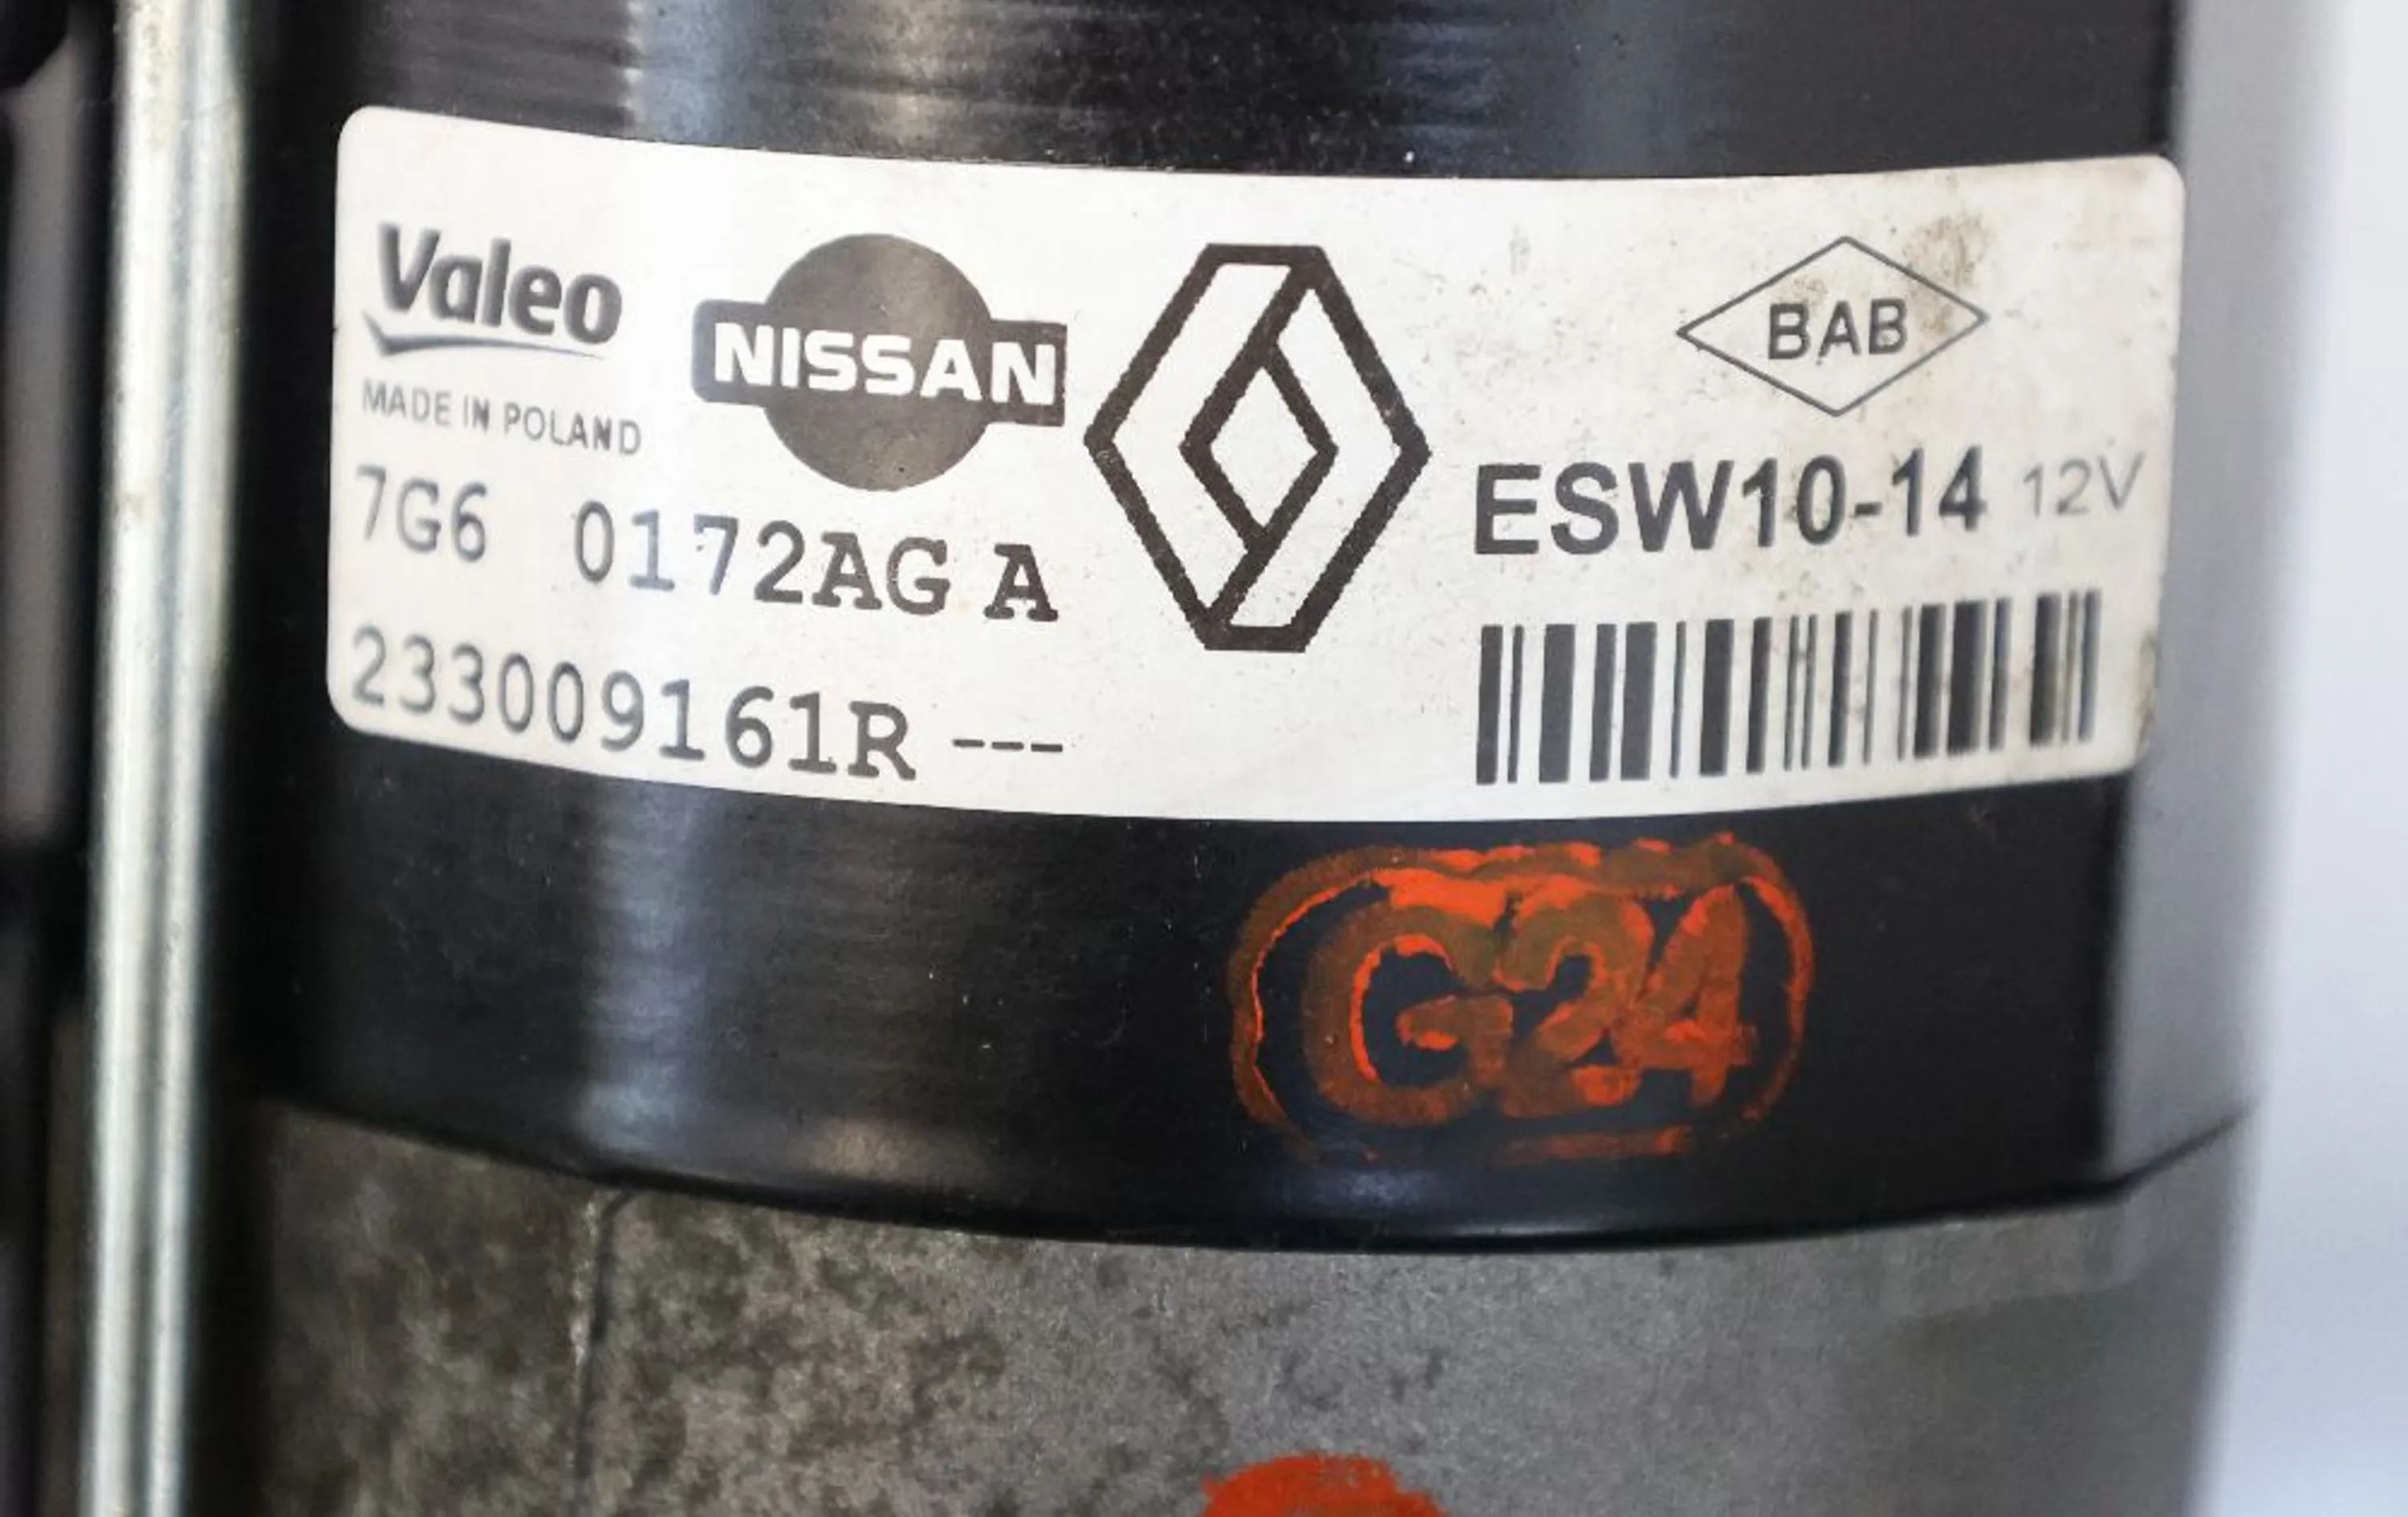 Valeo
MADE IN POLAND
NISSAN
BAB
7G6 0172AG A
ESW10-14 12V
233009161R ---
G24